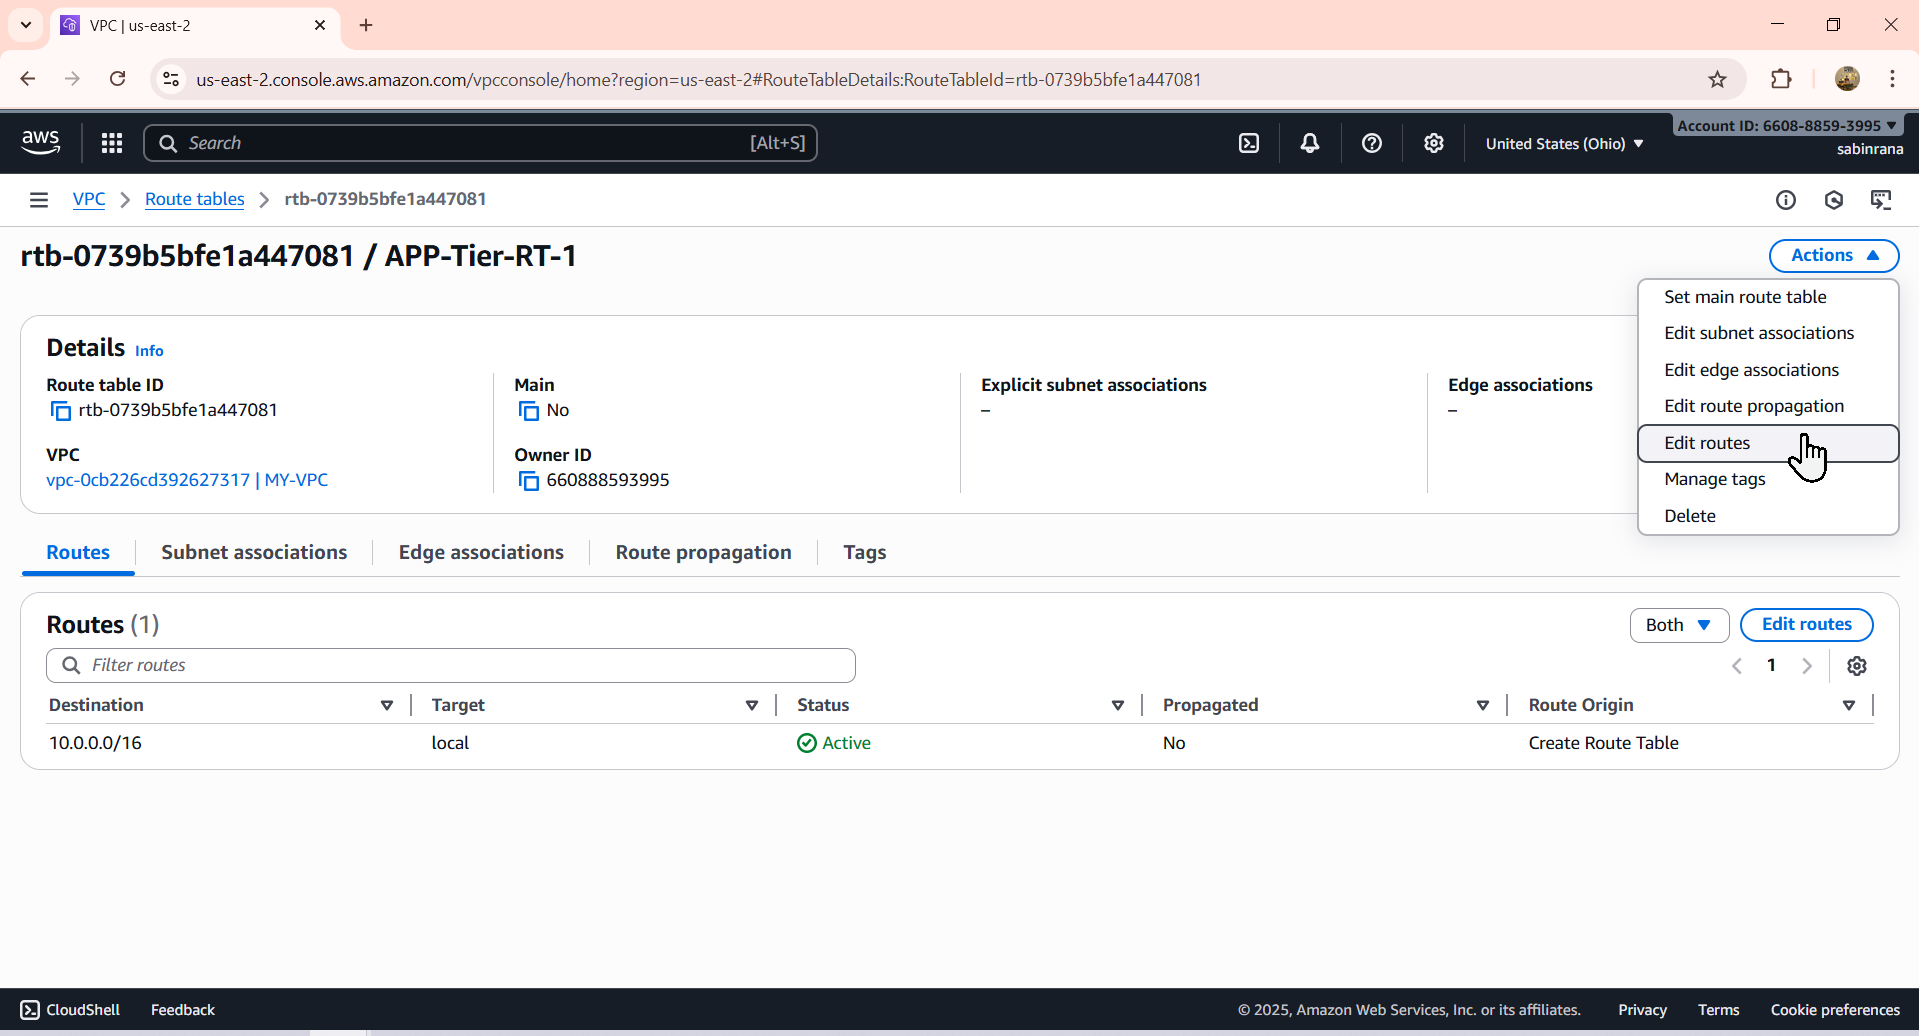 VPC | us-east-2
us-east-2.console.aws.amazon.com/vpcconsole/home?region=us-east-2#RouteTableDetails:RouteTableId=rtb-0739b5bfe1a447081
aws
Search
[Alt+S]
United States (Ohio)
Account ID: 6608-8859-3995
sabinrana
VPC
Route tables
rtb-0739b5bfe1a447081
rtb-0739b5bfe1a447081 / APP-Tier-RT-1
Actions
Set main route table
Edit subnet associations
Edit edge associations
Edit route propagation
Edit routes
Manage tags
Delete
Details Info
Route table ID
rtb-0739b5bfe1a447081
Main
No
Explicit subnet associations
–
Edge associations
–
VPC
vpc-0cb226cd392627317 | MY-VPC
Owner ID
660888593995
Routes
Subnet associations
Edge associations
Route propagation
Tags
Routes (1)
Both
Edit routes
Filter routes
1
Destination
Target
Status
Propagated
Route Origin
10.0.0.0/16
local
Active
No
Create Route Table
CloudShell
Feedback
© 2025, Amazon Web Services, Inc. or its affiliates.
Privacy
Terms
Cookie preferences